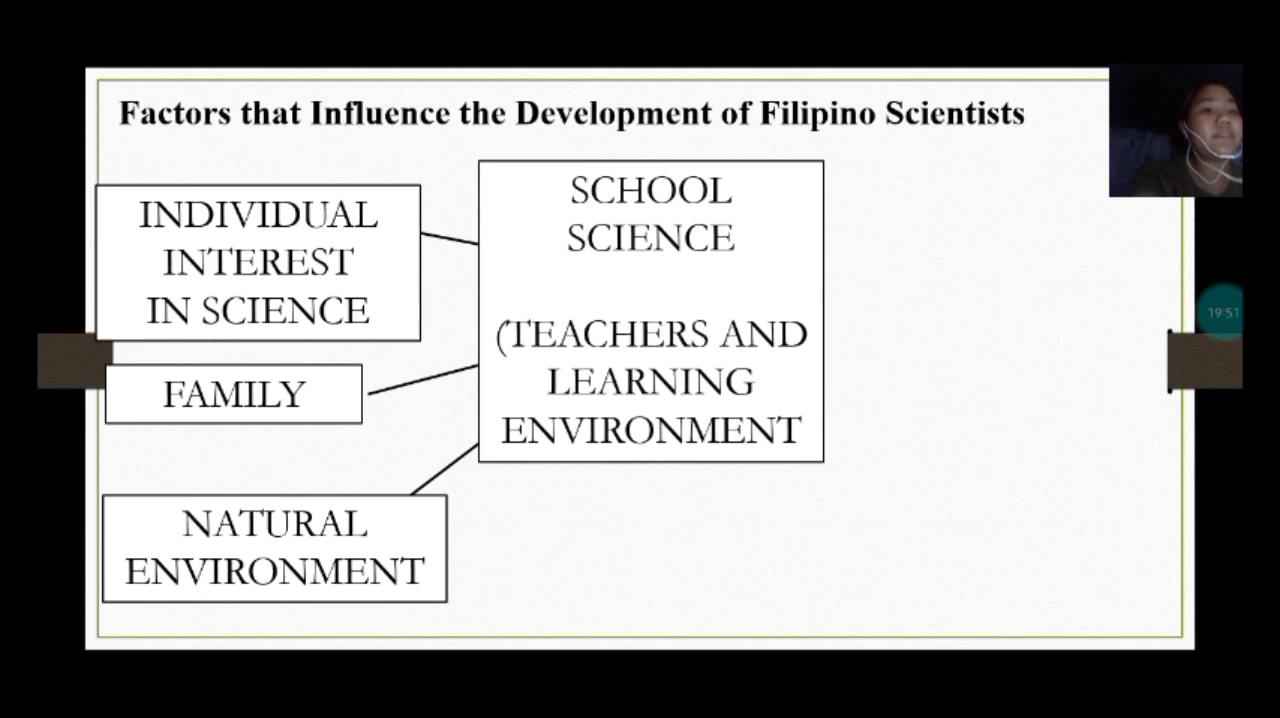 Factors that Influence the Development of Filipino Scientists
INDIVIDUAL
INTEREST
IN SCIENCE
FAMILY
NATURAL
ENVIRONMENT
SCHOOL
SCIENCE
(TEACHERS AND
LEARNING
ENVIRONMENT
19:51